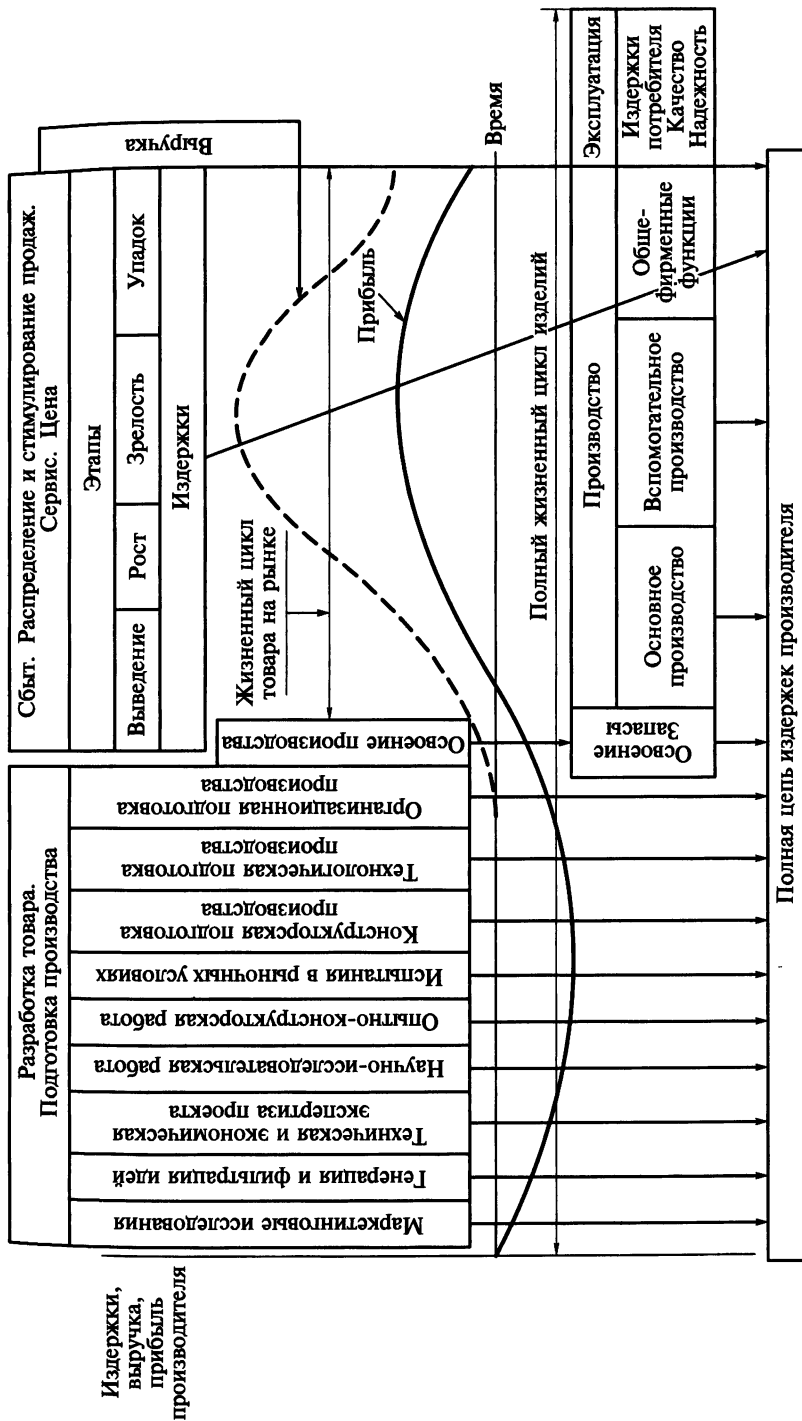 Издержки,
выручка,
прибыль
производителя
Разработка товара.
Подготовка производства
Маркетинговые исследования
Генерация и фильтрация идей
Техническая и экономическая
экспертиза проекта
Научно-исследовательская работа
Опытно-конструкторская работа
Испытания в рыночных условиях
Конструкторская подготовка
производства
Технологическая подготовка
производства
Организационная подготовка
производства
Освоение производства
Сбыт. Распределение и стимулирование продаж.
Сервис. Цена
Этапы
Выведение
Рост
Зрелость
Упадок
Издержки
Выручка
Жизненный цикл
товара на рынке
Прибыль
Время
Полный жизненный цикл изделий
Освоение
Запасы
Производство
Основное
производство
Вспомогательное
производство
Обще-
фирменные
функции
Эксплуатация
Издержки
потребителя
Качество
Надежность
Полная цепь издержек производителя